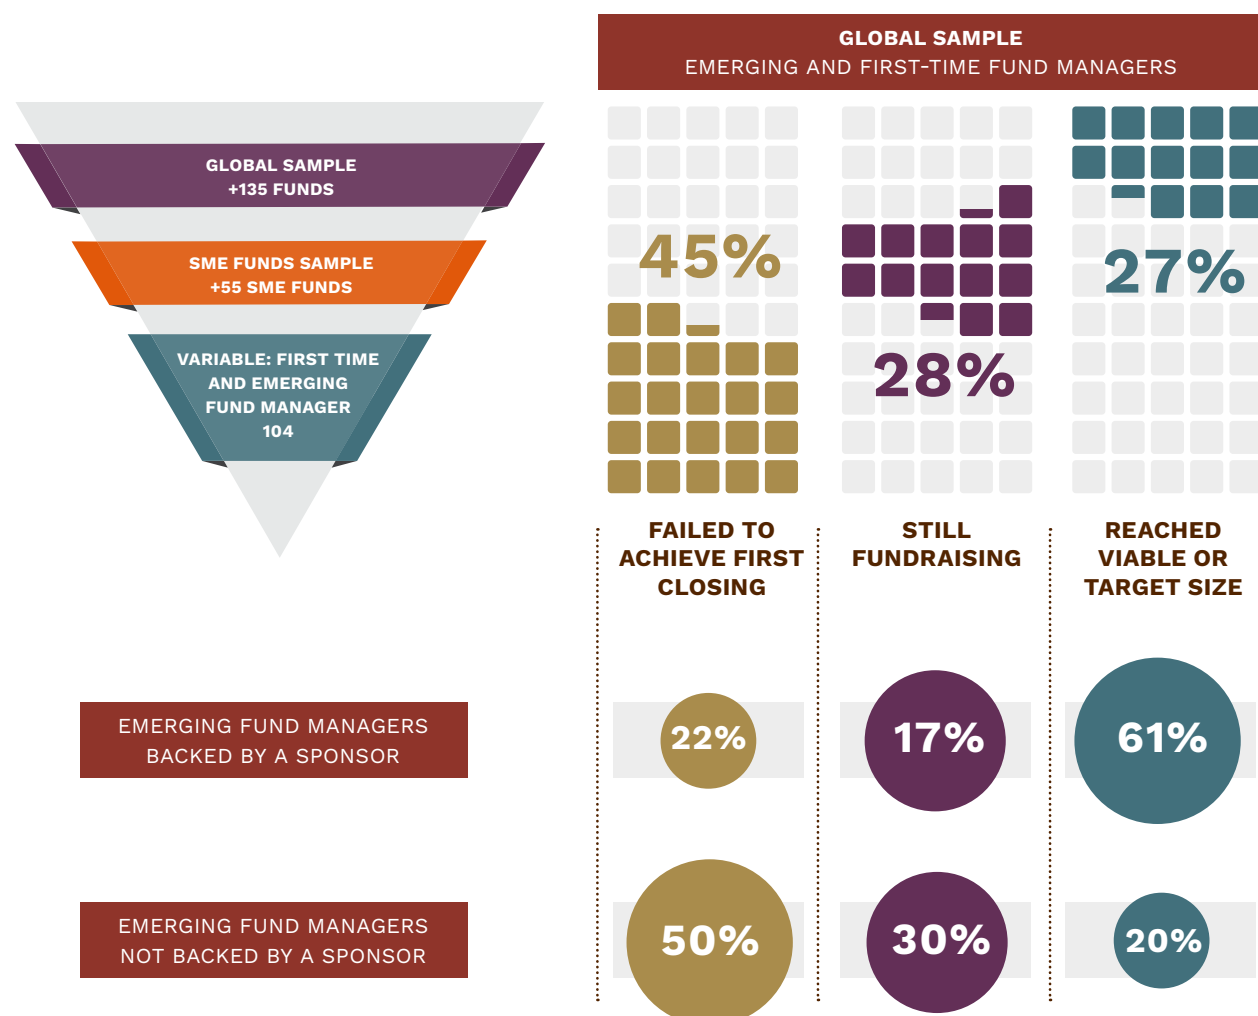 GLOBAL SAMPLE
EMERGING AND FIRST-TIME FUND MANAGERS
GLOBAL SAMPLE
+135 FUNDS
SME FUNDS SAMPLE
+55 SME FUNDS
VARIABLE: FIRST TIME
AND EMERGING
FUND MANAGER
104
45%
28%
27%
FAILED TO
ACHIEVE FIRST
CLOSING
STILL
FUNDRAISING
REACHED
VIABLE OR
TARGET SIZE
EMERGING FUND MANAGERS
BACKED BY A SPONSOR
22%
17%
61%
EMERGING FUND MANAGERS
NOT BACKED BY A SPONSOR
50%
30%
20%